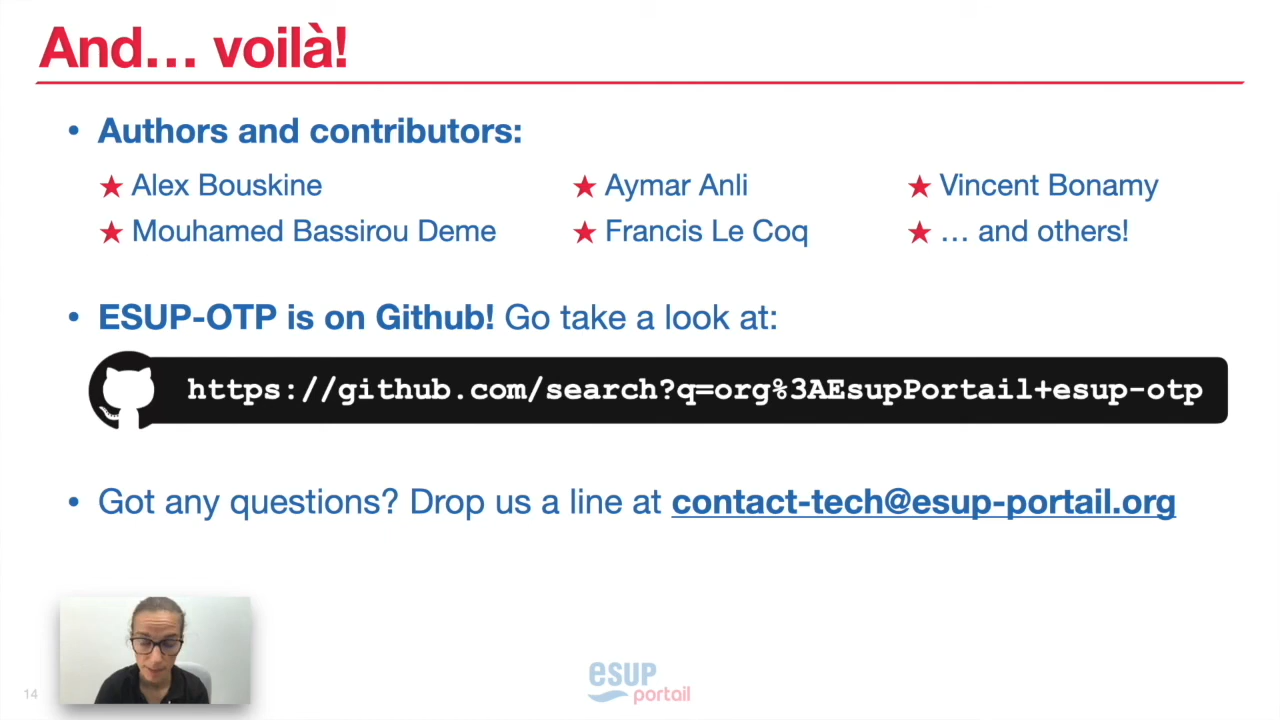 And… voilà!
• Authors and contributors:
★ Alex Bouskine ★ Aymar Anli ★ Vincent Bonamy
★ Mouhamed Bassirou Deme ★ Francis Le Coq ★ … and others!
• ESUP-OTP is on Github! Go take a look at:
https://github.com/search?q=org%3AEsupPortail+esup-otp
• Got any questions? Drop us a line at contact-tech@esup-portail.org
14
esup
portail